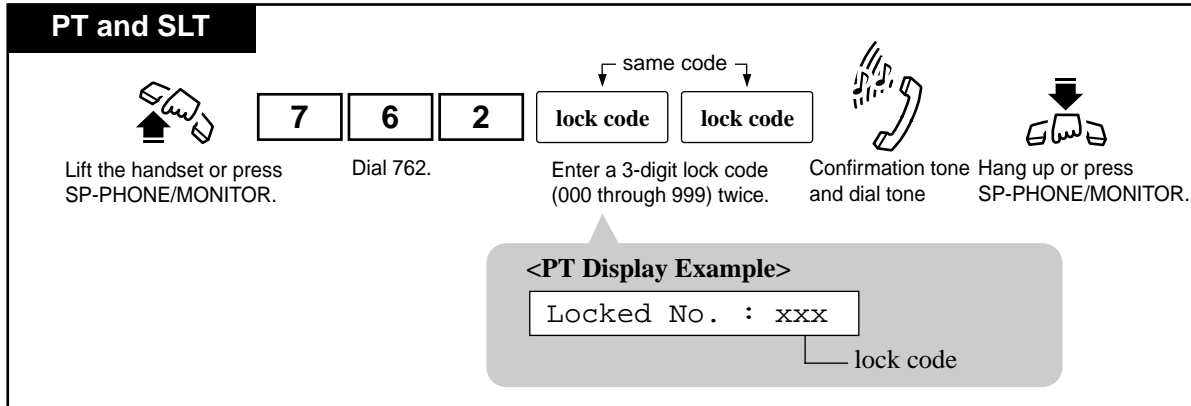 PT and SLT
same code
7 6 2 lock code lock code
Lift the handset or press
SP-PHONE/MONITOR.
Dial 762.
Enter a 3-digit lock code
(000 through 999) twice.
Confirmation tone
and dial tone
Hang up or press
SP-PHONE/MONITOR.
<PT Display Example>
Locked No. : xxx
lock code